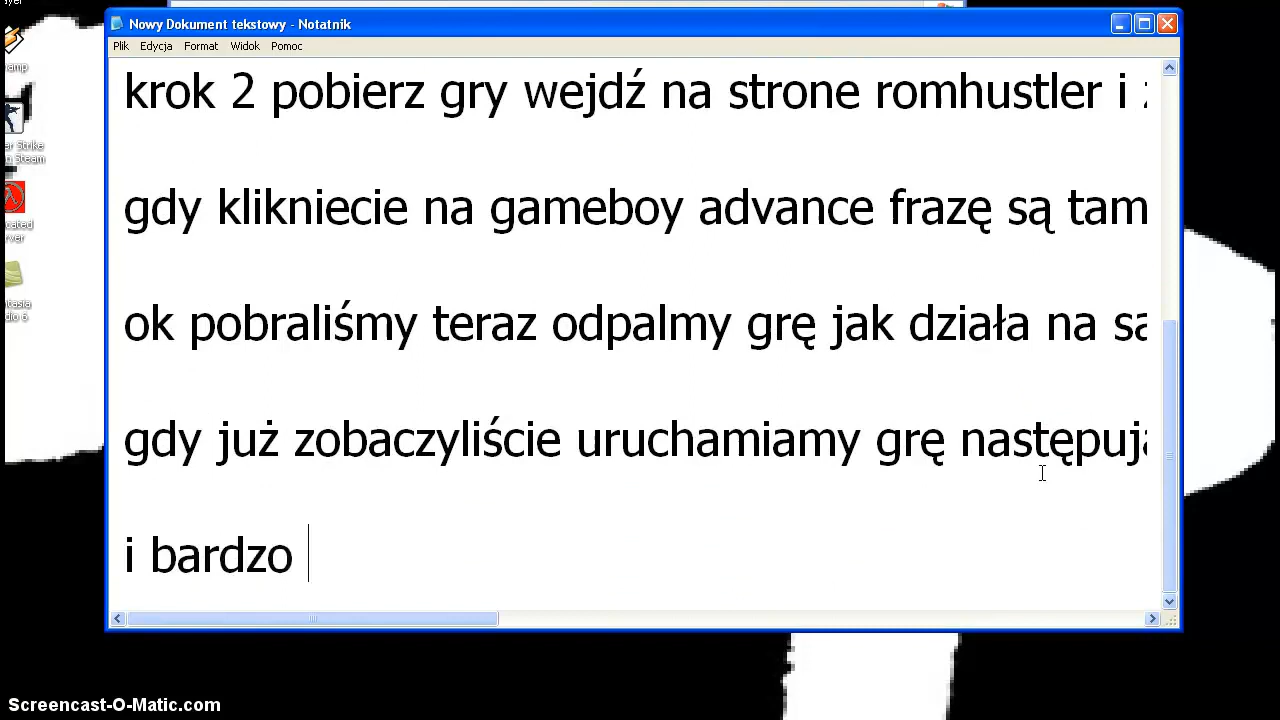 Nowy Dokument tekstowy - Notatnik
Plik Edycja Format Widok Pomoc
krok 2 pobierz gry wejdź na strone romhustler i
gdy klikniecie na gameboy advance frazę są tam
ok pobraliśmy teraz odpalmy grę jak działa na
gdy już zobaczyliście uruchamiamy grę
i bardzo
Screencast-O-Matic.com